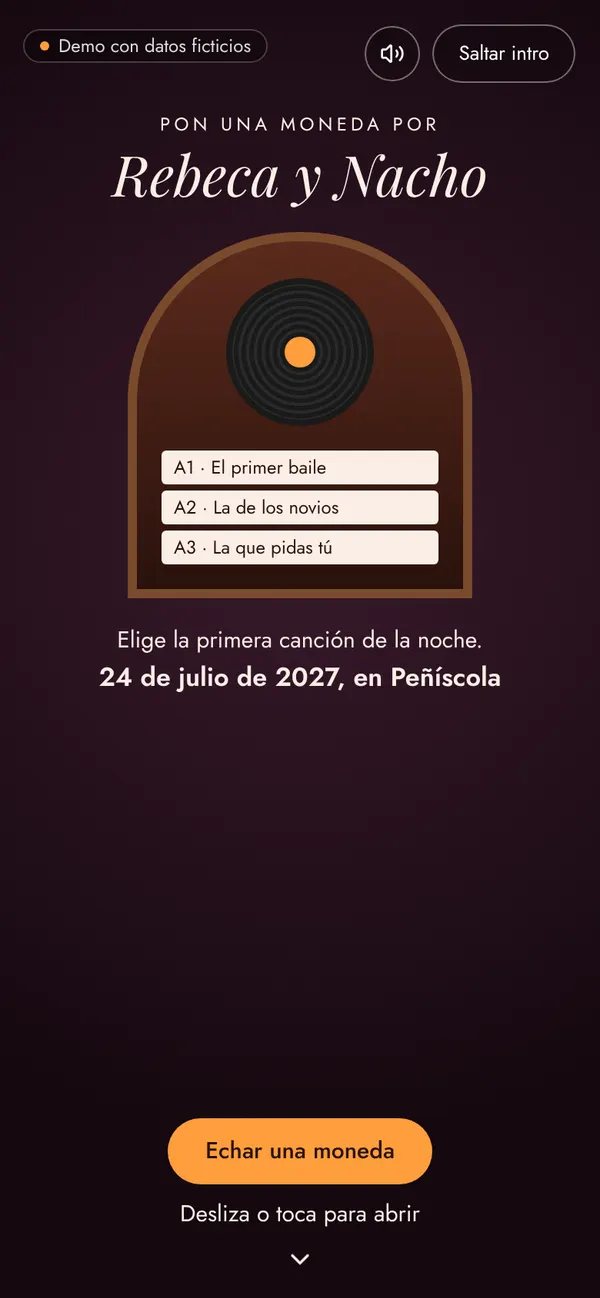 Demo con datos ficticios
Saltar intro
PON UNA MONEDA POR
Rebeca y Nacho
A1 · El primer baile
A2 · La de los novios
A3 · La que pidas tú
Elige la primera canción de la noche.
24 de julio de 2027, en Peñíscola
Echar una moneda
Desliza o toca para abrir